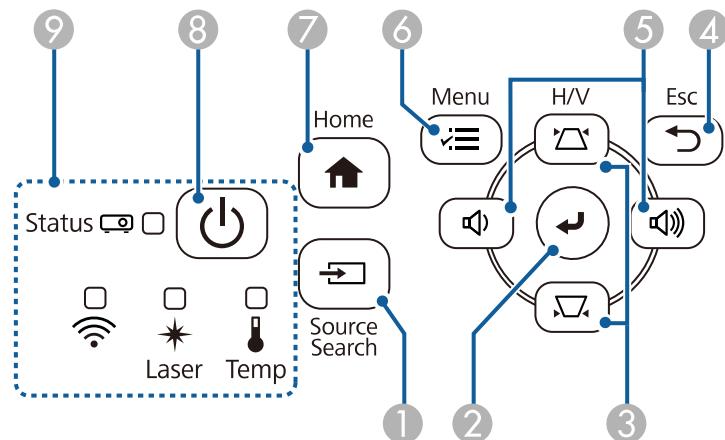 9
8
7
6
5
4
Home
Menu
H/V
Esc
Status
Source
Search
Laser
Temp
1
2
3